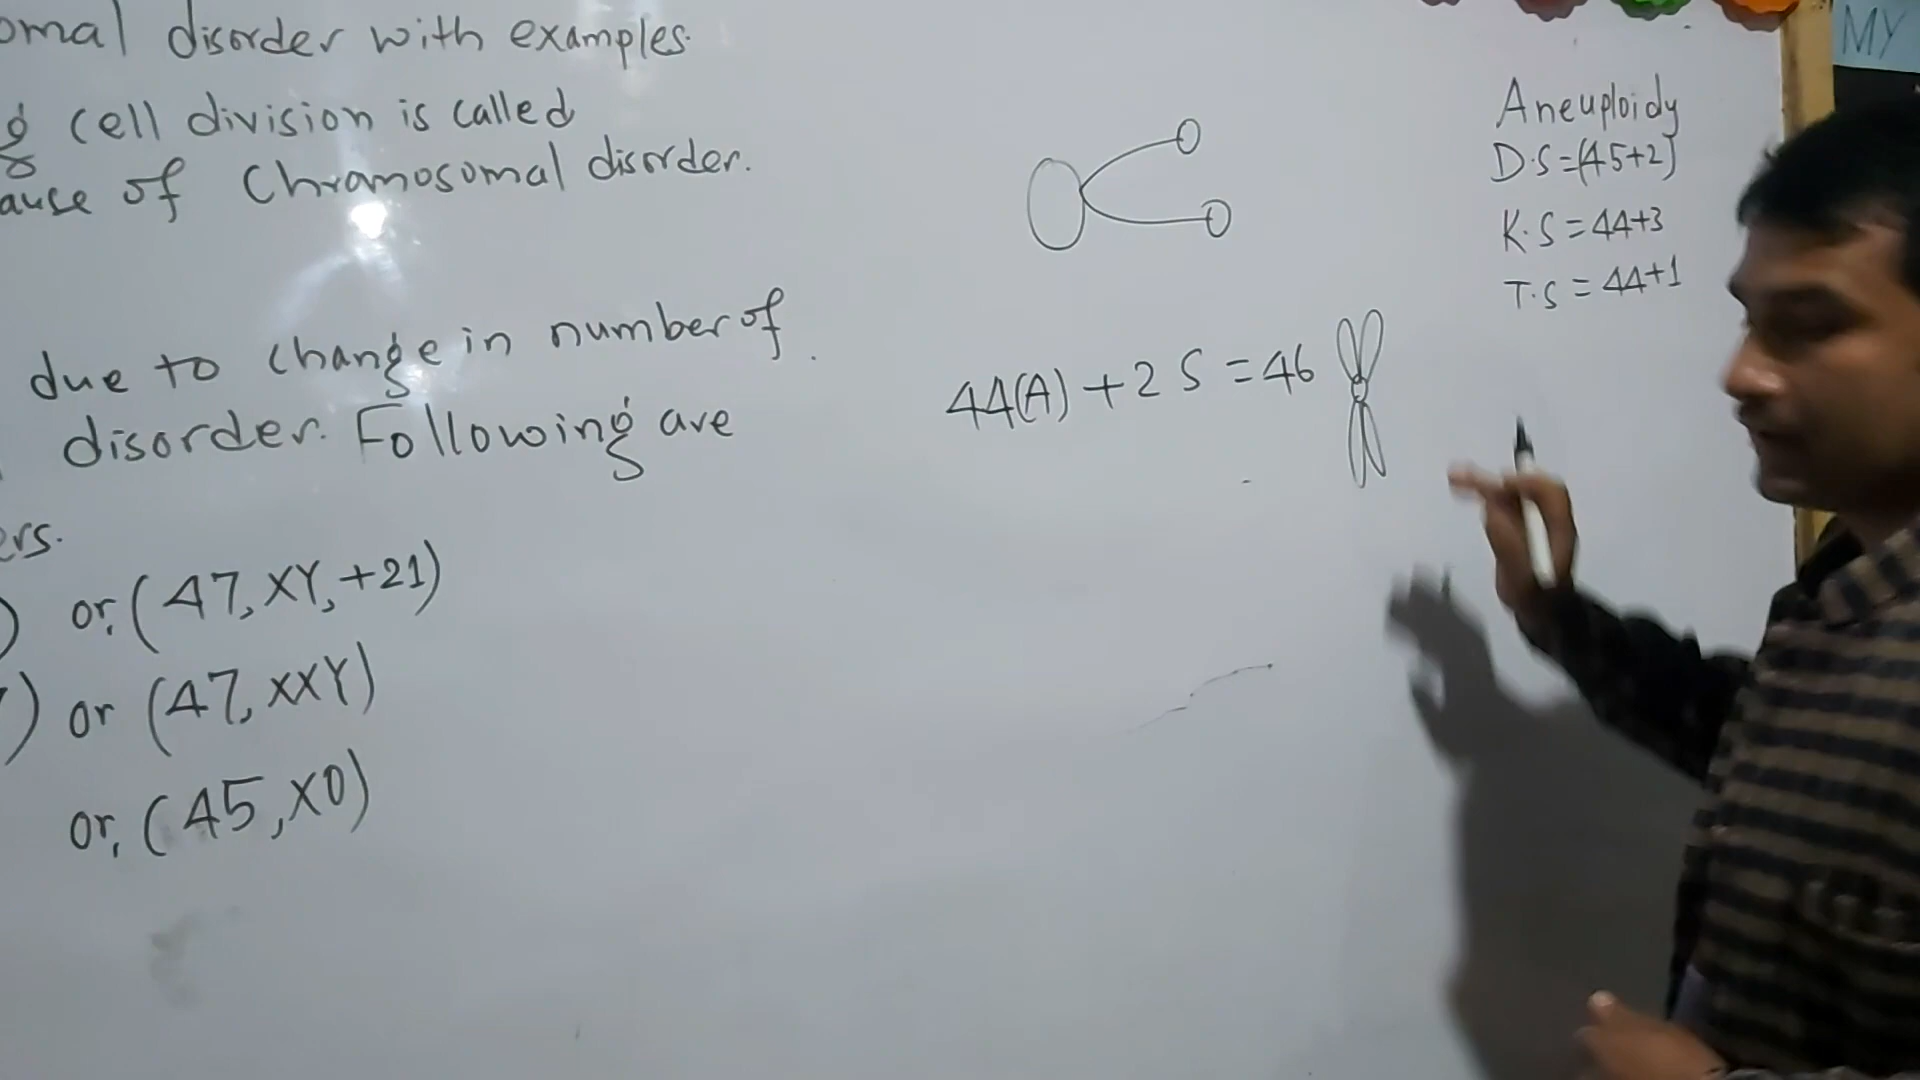 omal disorder with examples.
g cell division is called
ause of Chromosomal disorder.
due to change in number of
disorder. Following are
ers.
) or, (47, XY, +21)
) or (47, XXY)
or, (45, XO)
44(A) + 2 S = 46
Aneuploidy
D.S = (45+2)
K.S = 44+3
T.S = 44+1
MY